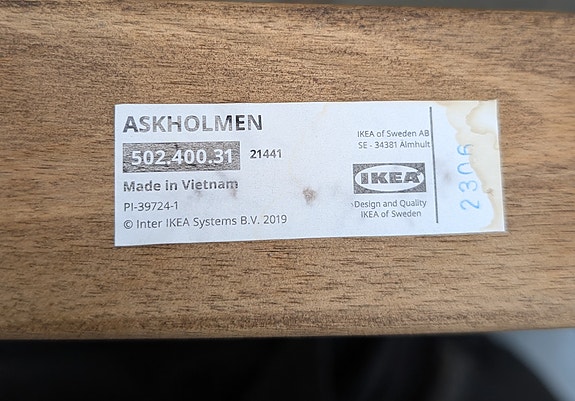 ASKHOLMEN
502.400.31 21441
Made in Vietnam
PI-39724-1
© Inter IKEA Systems B.V. 2019
IKEA of Sweden AB
SE - 34381 Älmhult
IKEA
Design and Quality
IKEA of Sweden
2306